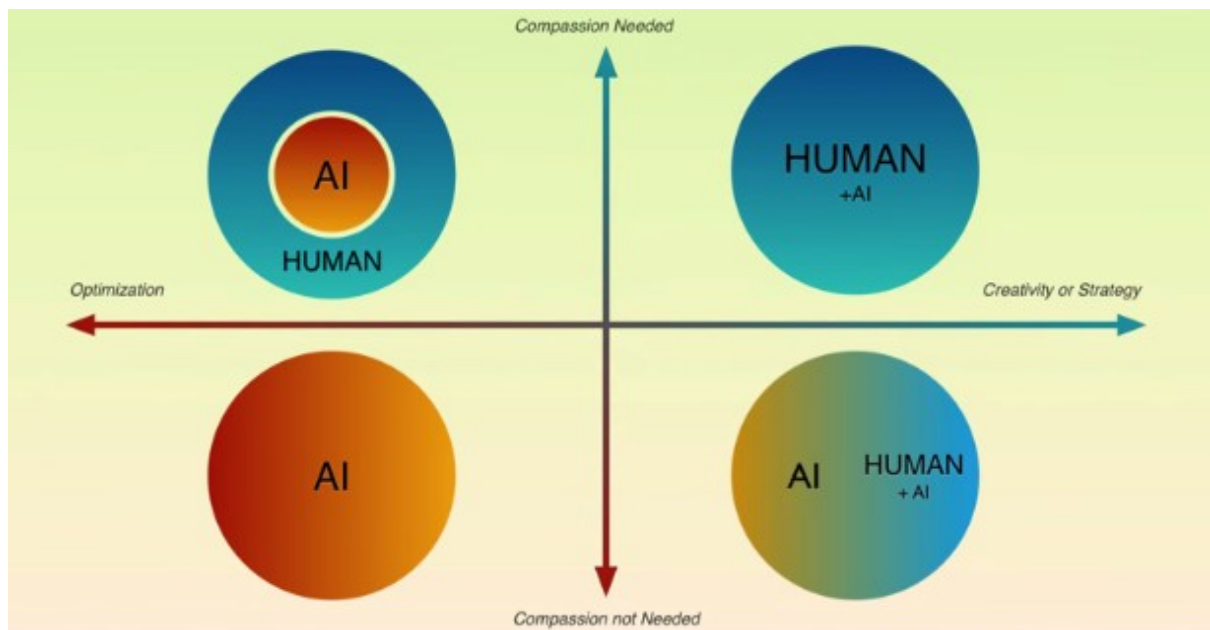 Compassion Needed
AI
HUMAN
HUMAN
+AI
Optimization
Creativity or Strategy
AI
AI
HUMAN
+ AI
Compassion not Needed